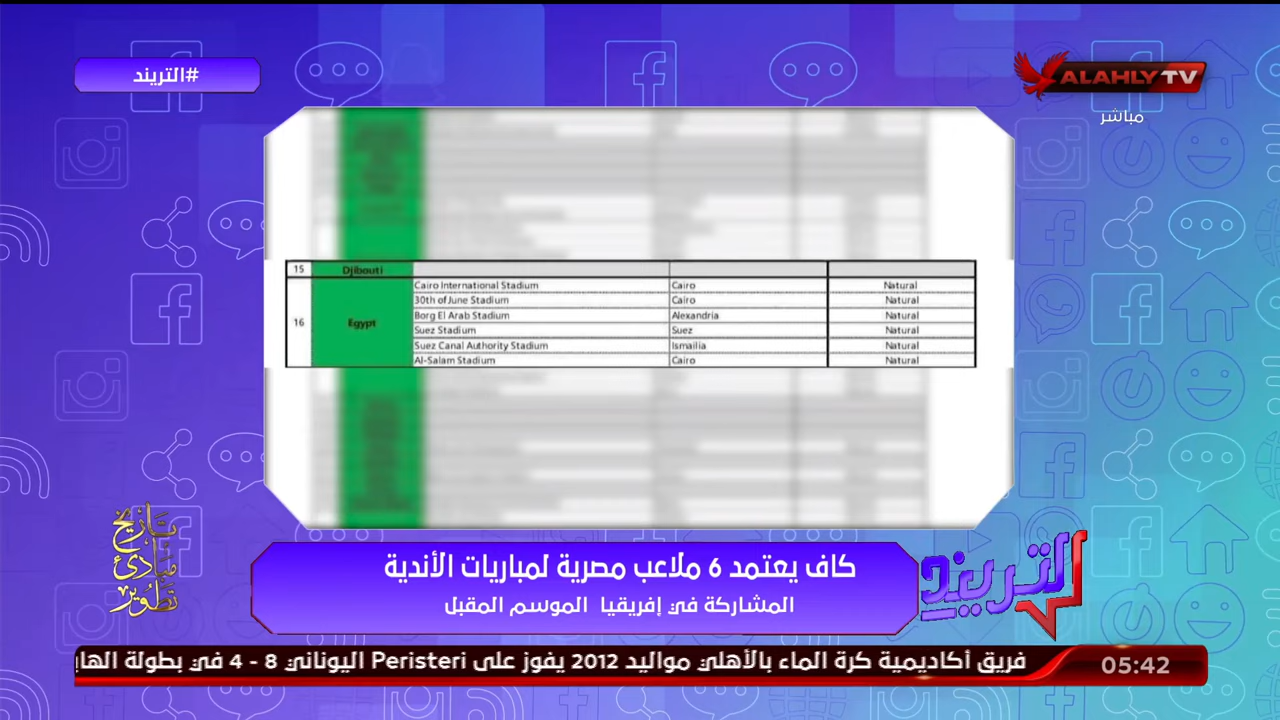 #التريند
ALAHLY TV
مباشر
15 Djibouti
16 Egypt
Cairo International Stadium Cairo Natural
30th of June Stadium Cairo Natural
Borg El Arab Stadium Alexandria Natural
Suez Stadium Suez Natural
Suez Canal Authority Stadium Ismailia Natural
Al-Salam Stadium Cairo Natural
تاريخ
مبادئ
تطوير
كاف يعتمد 6 ملاعب مصرية لمباريات الأندية
المشاركة في إفريقيا الموسم المقبل
التريند
فريق أكاديمية كرة الماء بالأهلي مواليد 2012 يفوز على Peristeri اليوناني 8 - 4 في بطولة الهاب
05:42